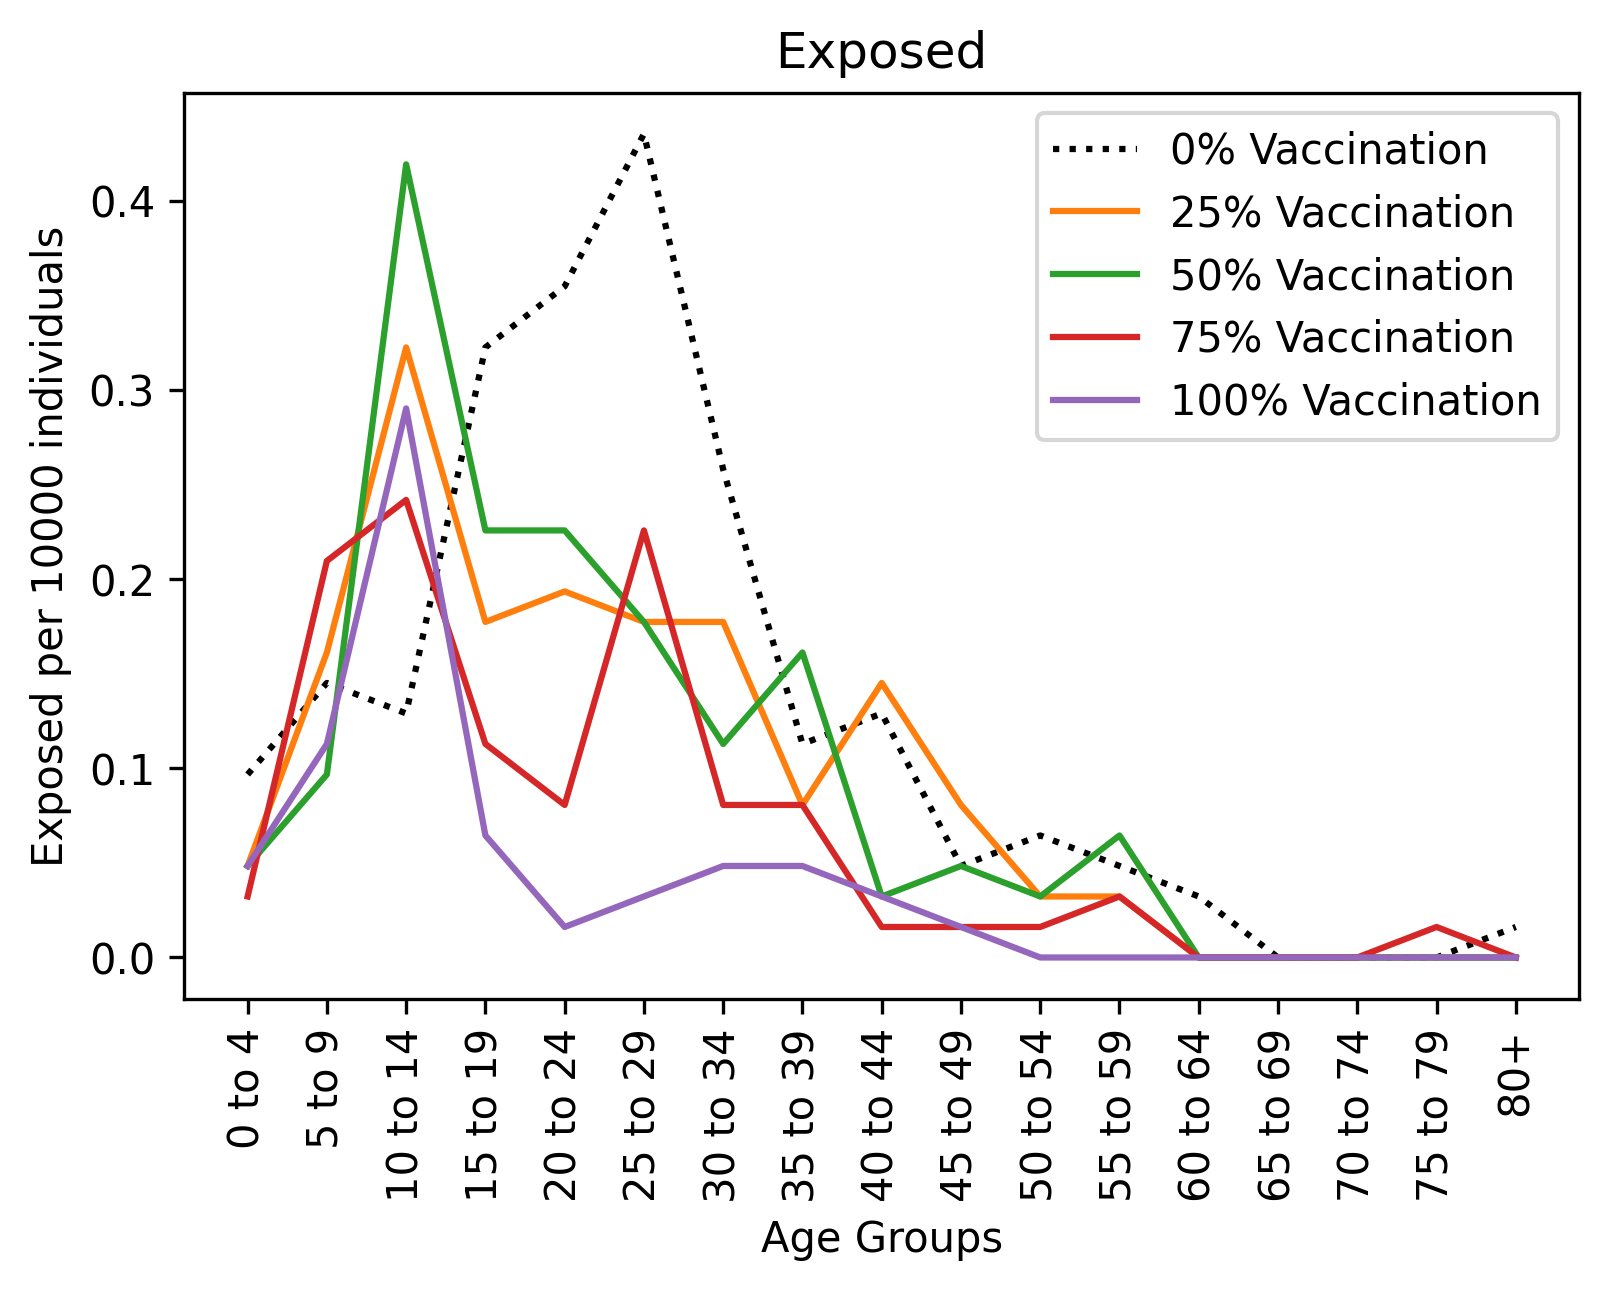 Exposed
0% Vaccination
25% Vaccination
50% Vaccination
75% Vaccination
100% Vaccination
Exposed per 10000 individuals
0.4
0.3
0.2
0.1
0.0
0 to 4
5 to 9
10 to 14
15 to 19
20 to 24
25 to 29
30 to 34
35 to 39
40 to 44
45 to 49
50 to 54
55 to 59
60 to 64
65 to 69
70 to 74
75 to 79
80+
Age Groups